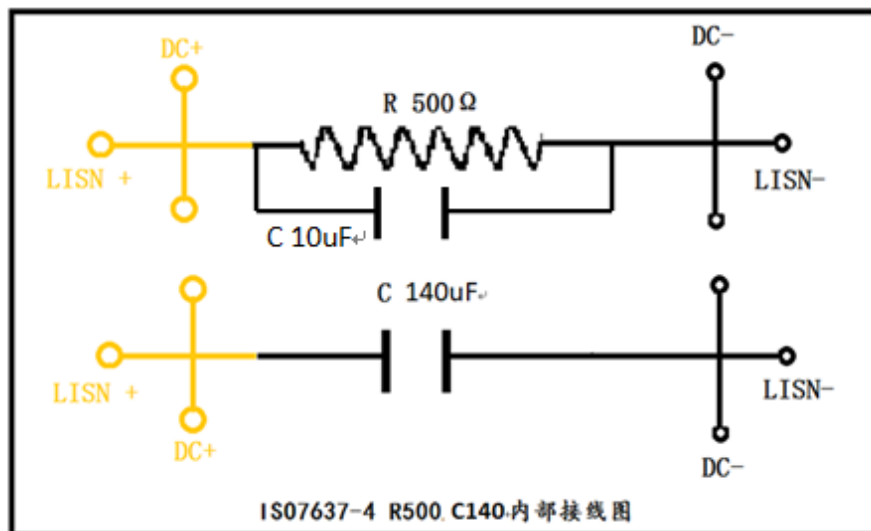 DC+
DC-
R 500Ω
LISN +
LISN-
C 10uF↵
C 140uF↵
LISN +
LISN-
DC+
DC-
ISO7637-4 R500 C140内部接线图